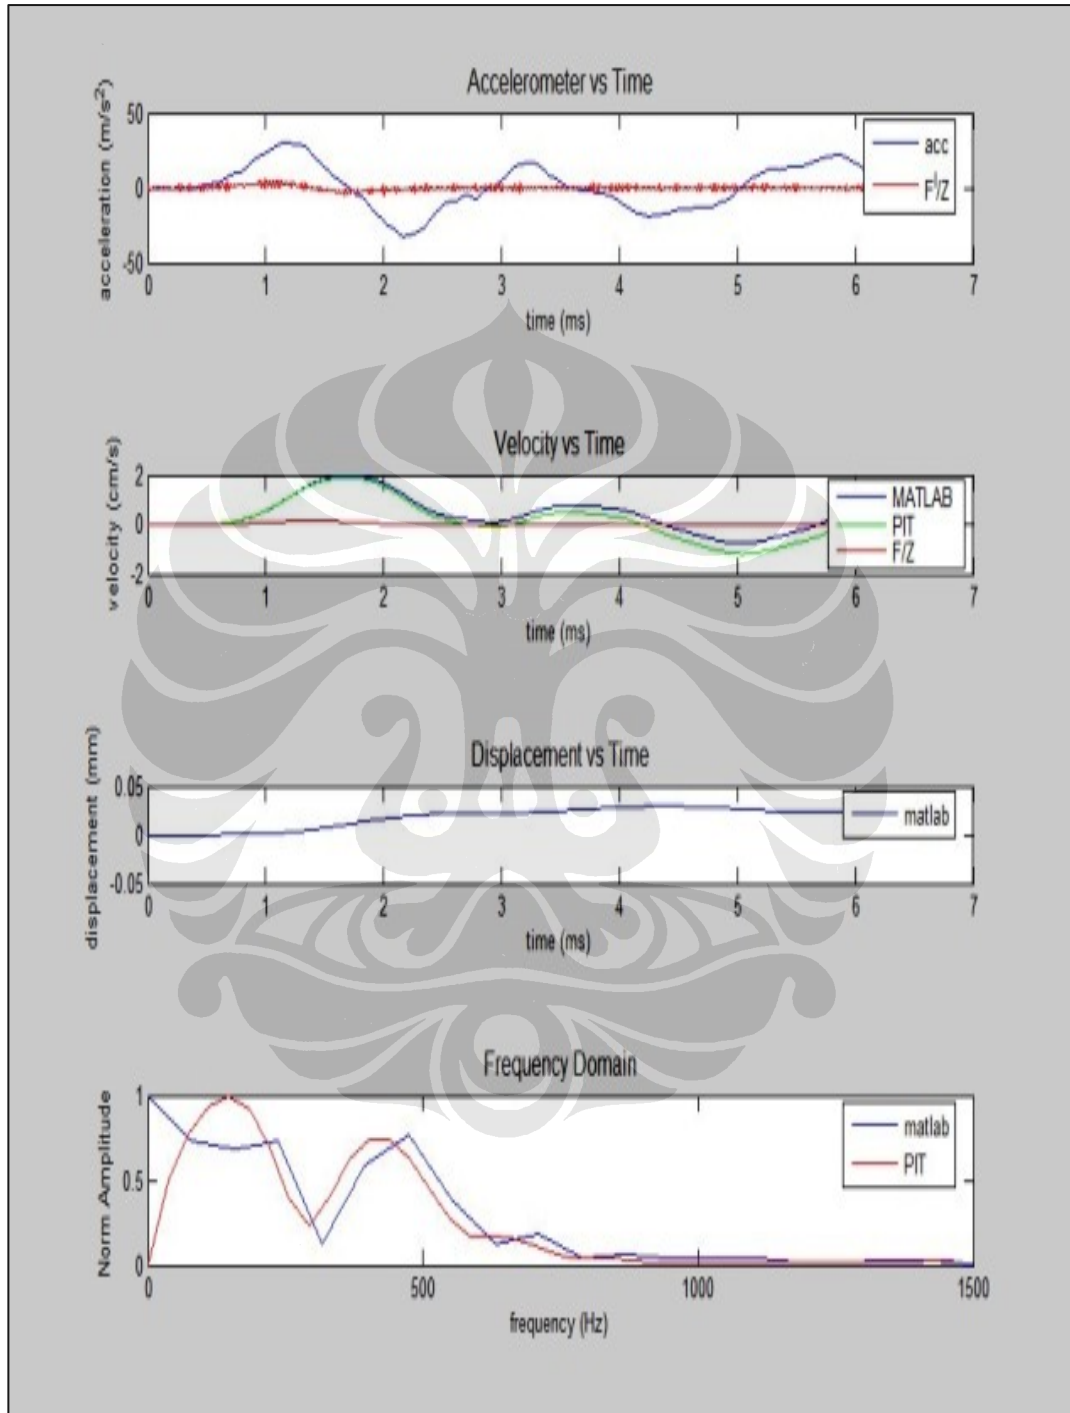 Accelerometer vs Time
acceleration (m/s²)
50
0
-50
acc
F/Z
0 1 2 3 4 5 6 7
time (ms)
Velocity vs Time
velocity (cm/s)
2
0
-2
MATLAB
PIT
F/Z
0 1 2 3 4 5 6 7
time (ms)
Displacement vs Time
displacement (mm)
0.05
0
-0.05
matlab
0 1 2 3 4 5 6 7
time (ms)
Frequency Domain
Norm Amplitude
1
0.5
0
matlab
PIT
0 500 1000 1500
frequency (Hz)